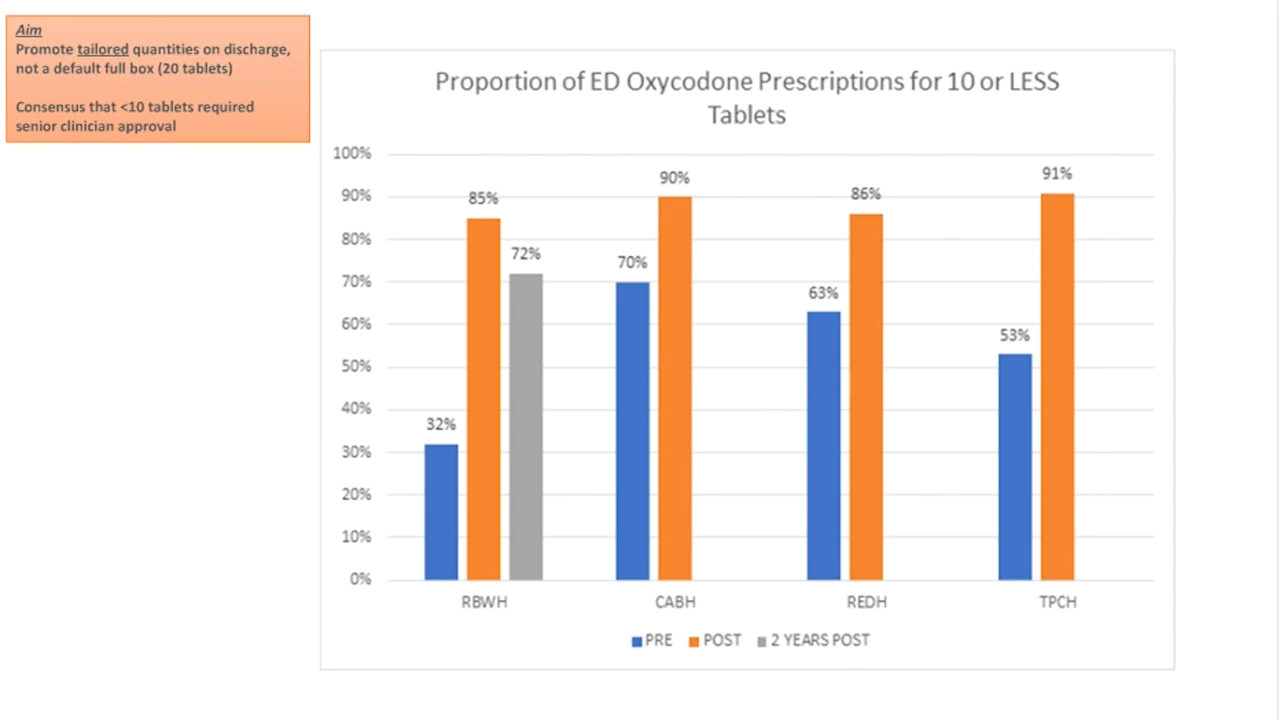 Aim
Promote tailored quantities on discharge,
not a default full box (20 tablets)
Consensus that <10 tablets required
senior clinician approval
Proportion of ED Oxycodone Prescriptions for 10 or LESS
Tablets
100%
90%
80%
70%
60%
50%
40%
30%
20%
10%
0%
32%
85%
72%
70%
90%
63%
86%
53%
91%
RBWH CABH REDH TPCH
PRE POST 2 YEARS POST